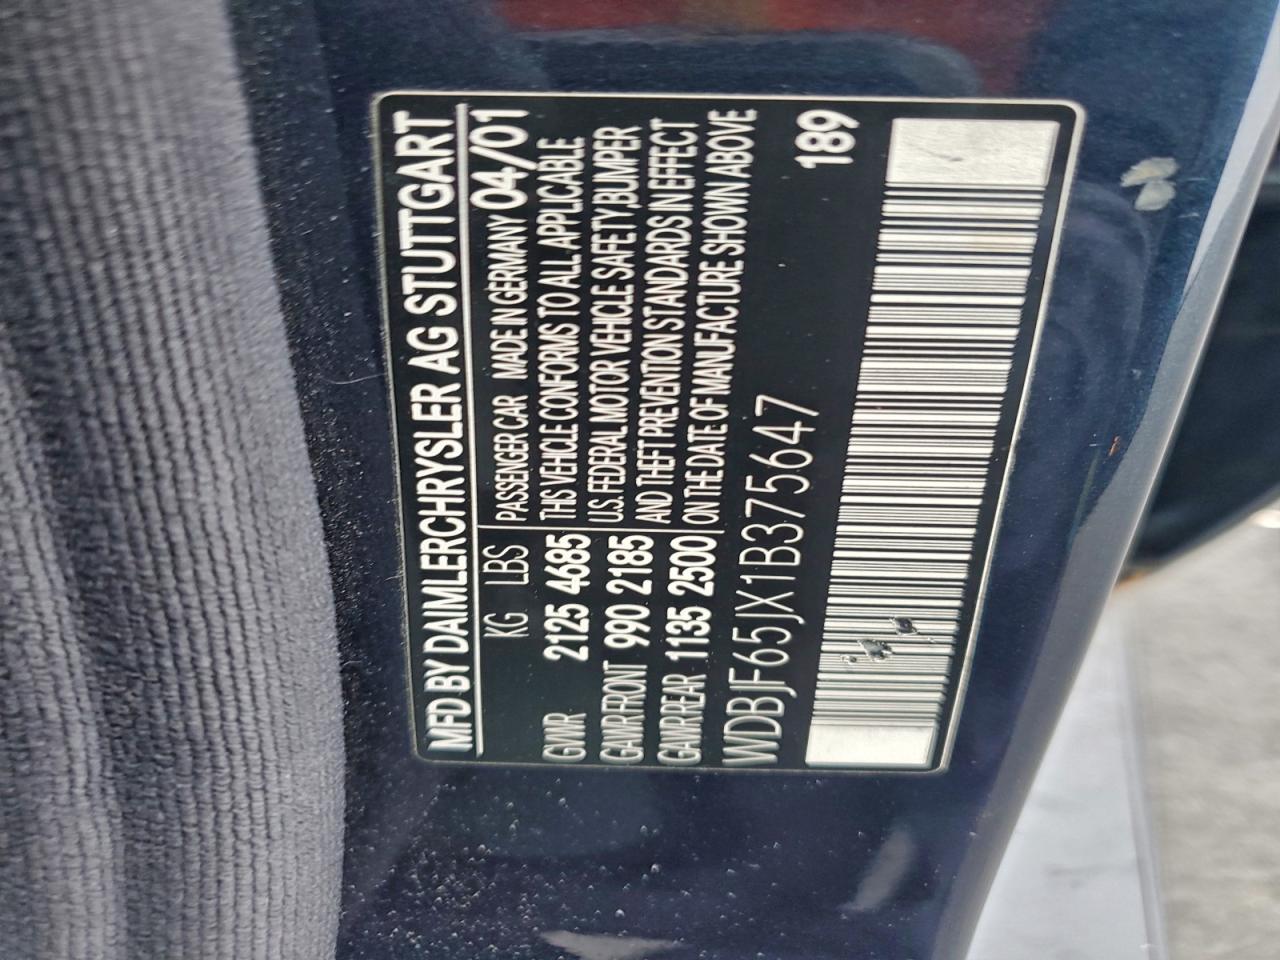 MFD BY DAIMLERCHRYSLER AG STUTTGART
KG LBS
GVWR 2125 4685
GAWR FRONT 990 2185
GAWR REAR 1135 2500
PASSENGER CAR MADE IN GERMANY 04/01
THIS VEHICLE CONFORMS TO ALL APPLICABLE
U.S. FEDERAL MOTOR VEHICLE SAFETY, BUMPER
AND THEFT PREVENTION STANDARDS IN EFFECT
ON THE DATE OF MANUFACTURE SHOWN ABOVE
WDBJF65JX1B375647
189